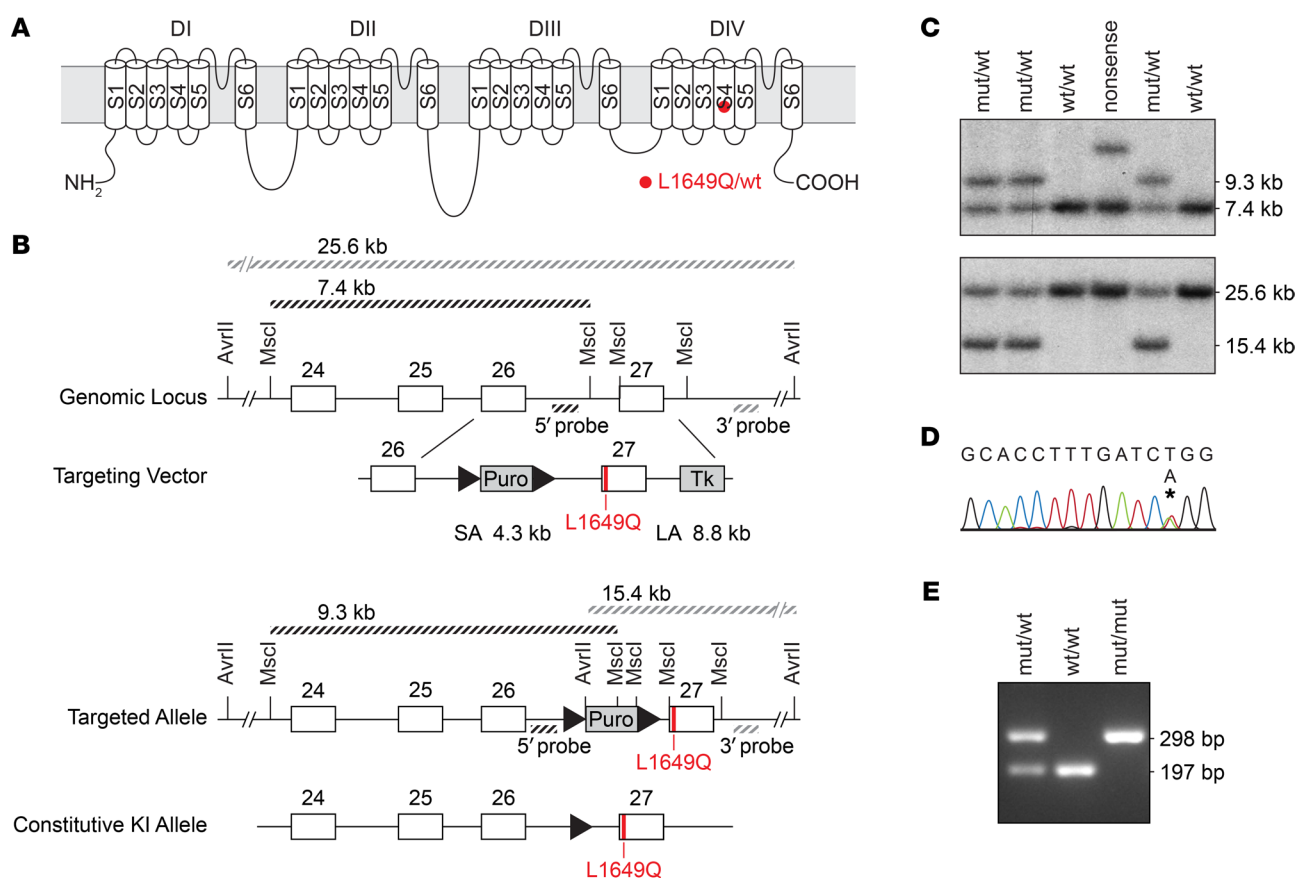 A
DI DII DIII DIV
S1 S2 S3 S4 S5 S6 S1 S2 S3 S4 S5 S6 S1 S2 S3 S4 S5 S6 S1 S2 S3 S4 S5 S6
NH2 L1649Q/wt COOH
B
25.6 kb
7.4 kb
AvrII MscI MscI MscI MscI AvrII
24 25 26 27
Genomic Locus
5′ probe 3′ probe
26 27
Targeting Vector Puro Tk
L1649Q
SA 4.3 kb LA 8.8 kb
15.4 kb
9.3 kb
AvrII MscI AvrII MscI MscI MscI MscI AvrII
24 25 26 27
Targeted Allele Puro
5′ probe 3′ probe
L1649Q
24 25 26 27
Constitutive KI Allele
L1649Q
C
mut/wt mut/wt wt/wt nonsense mut/wt wt/wt
9.3 kb
7.4 kb
25.6 kb
15.4 kb
D
GCACCTTTGATCTGG
A
*
E
mut/wt wt/wt mut/mut
298 bp
197 bp